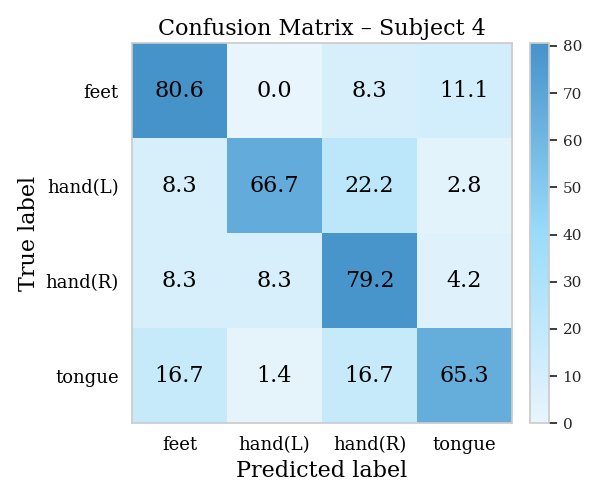 Confusion Matrix – Subject 4
True label
feet 80.6 0.0 8.3 11.1
hand(L) 8.3 66.7 22.2 2.8
hand(R) 8.3 8.3 79.2 4.2
tongue 16.7 1.4 16.7 65.3
feet hand(L) hand(R) tongue
Predicted label
80
70
60
50
40
30
20
10
0